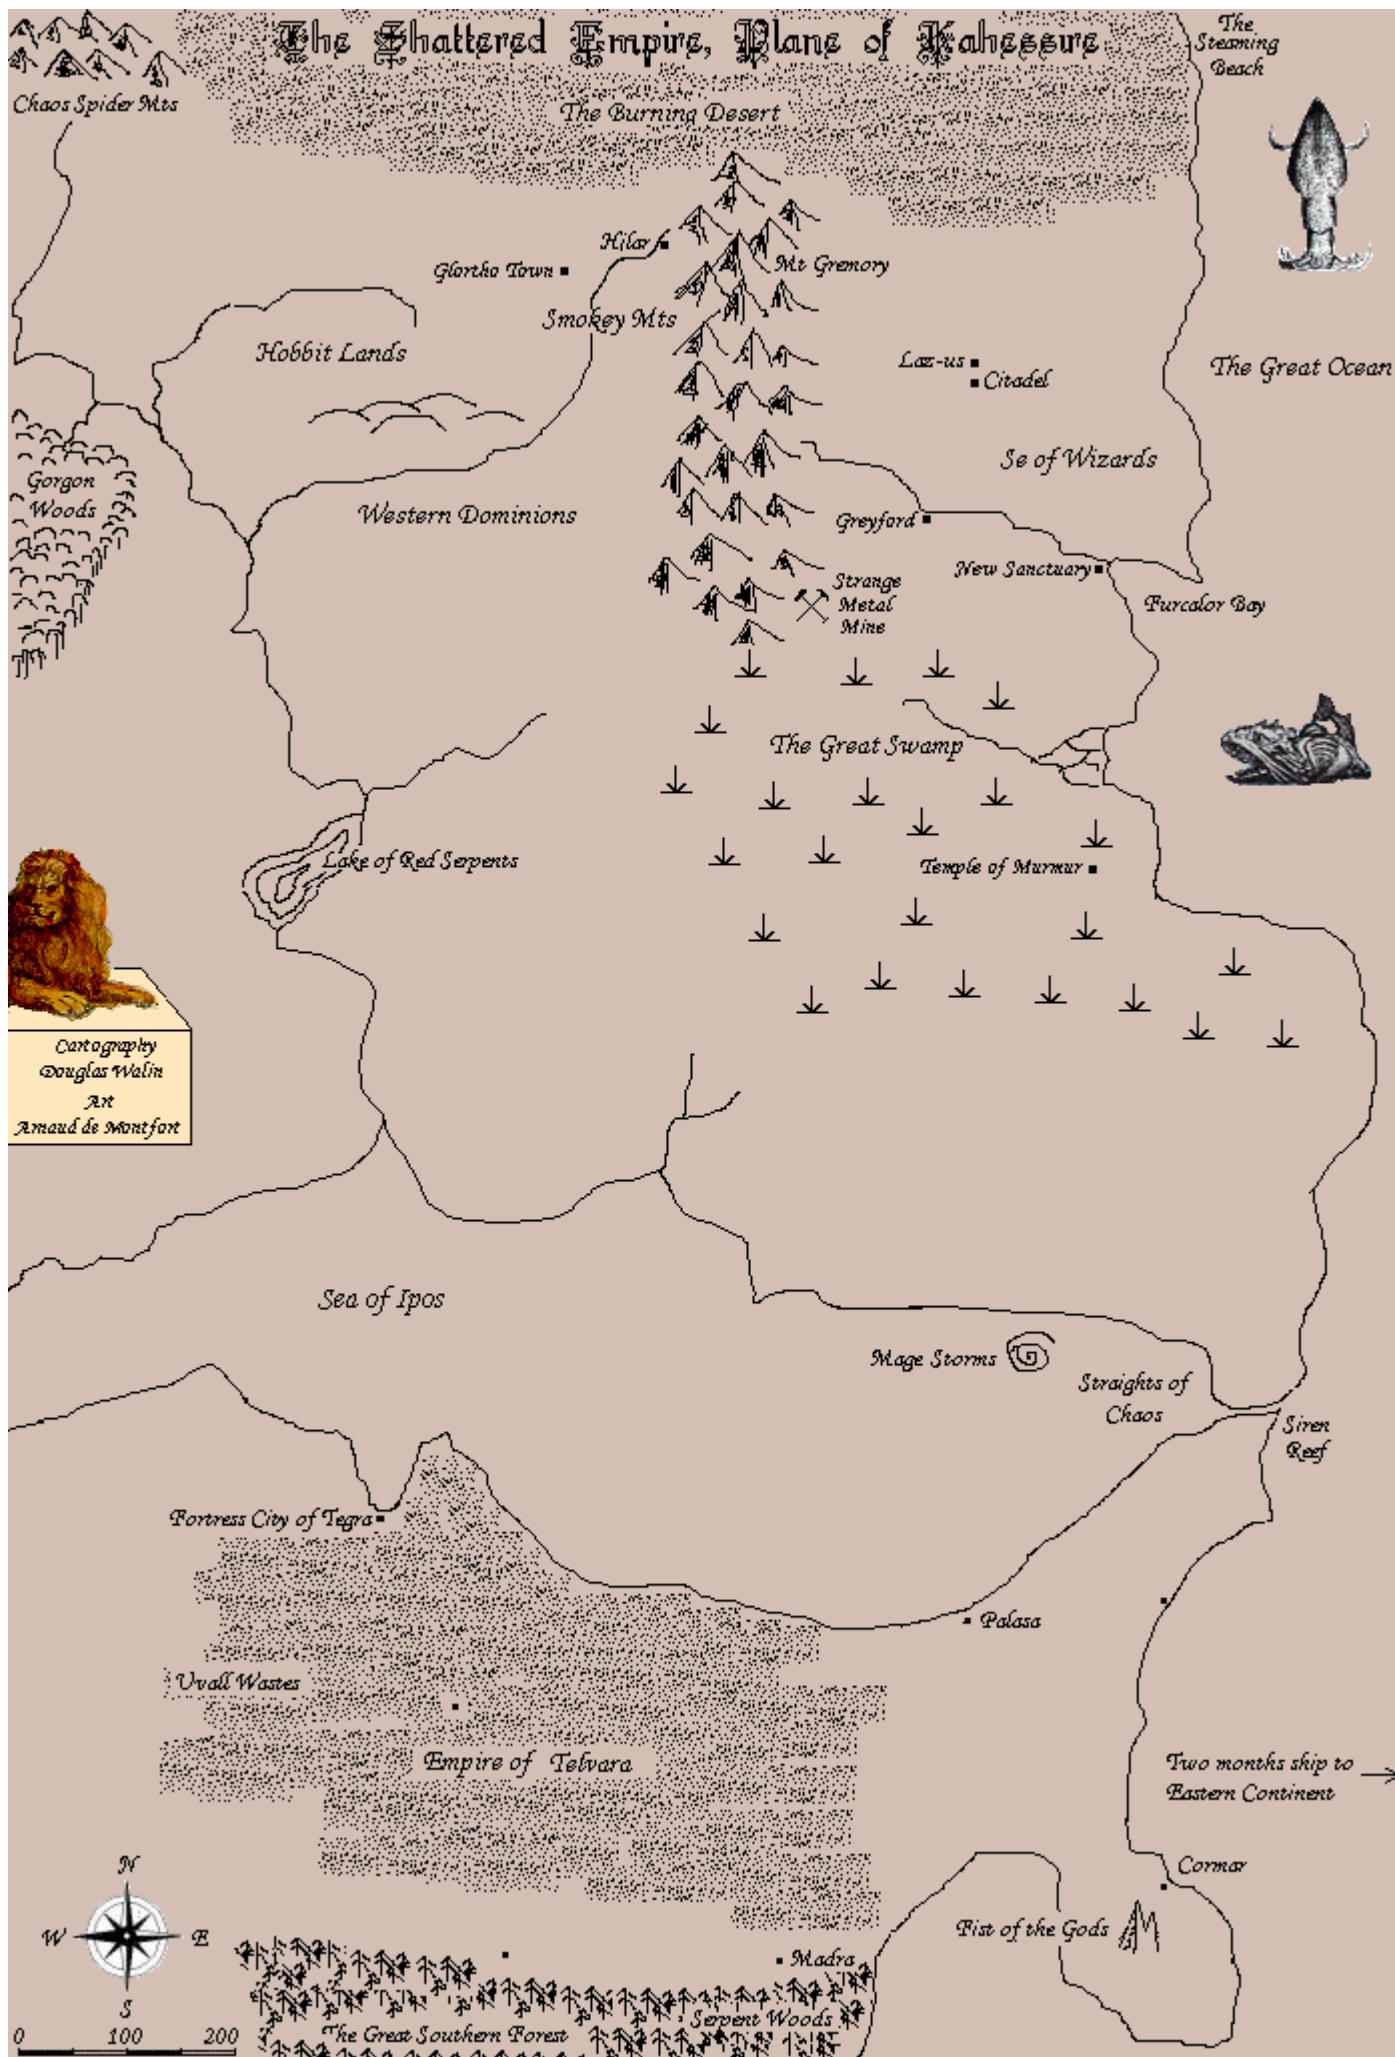 The Shattered Empire, Plane of Kahessire
The
Steaming
Beach
Chaos Spider Mts
The Burning Desert
Hilar
Glortho Town
Mt Gremory
Smokey Mts
Hobbit Lands
Laz-us
Citadel
The Great Ocean
Se of Wizards
Gorgon
Woods
Western Dominions
Greyford
New Sanctuary
Strange
Metal
Mine
Furcalor Bay
The Great Swamp
Lake of Red Serpents
Temple of Murmur
Cartography
Douglas Walin
Art
Arnaud de Montfort
Sea of Ipos
Mage Storms
Straights of
Chaos
Siren
Reef
Fortress City of Tegra
Palasa
Uvall Wastes
Empire of Telvara
Two months ship to
Eastern Continent
N
W
E
S
Cormar
Fist of the Gods
Madra
Serpent Woods
The Great Southern Forest
0 100 200